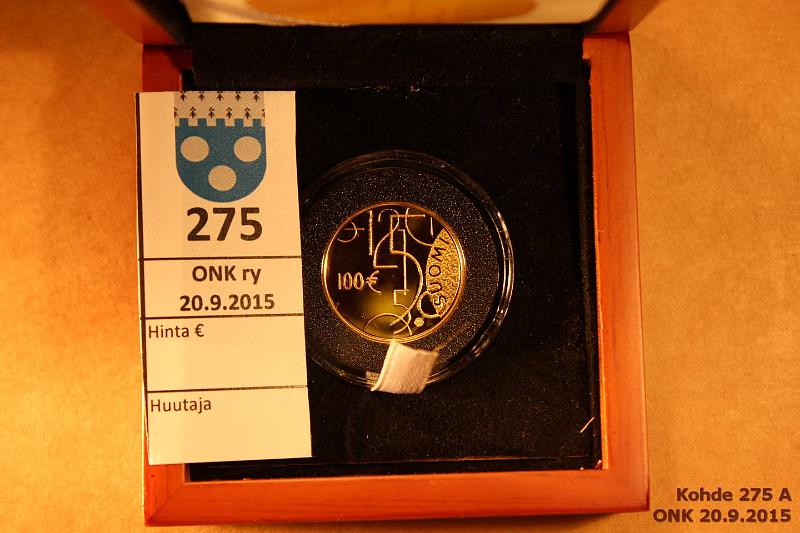 275
ONK ry
20.9.2015
Hinta €
Huutaja
100€
SUOMI
Kohde 275 A
ONK 20.9.2015